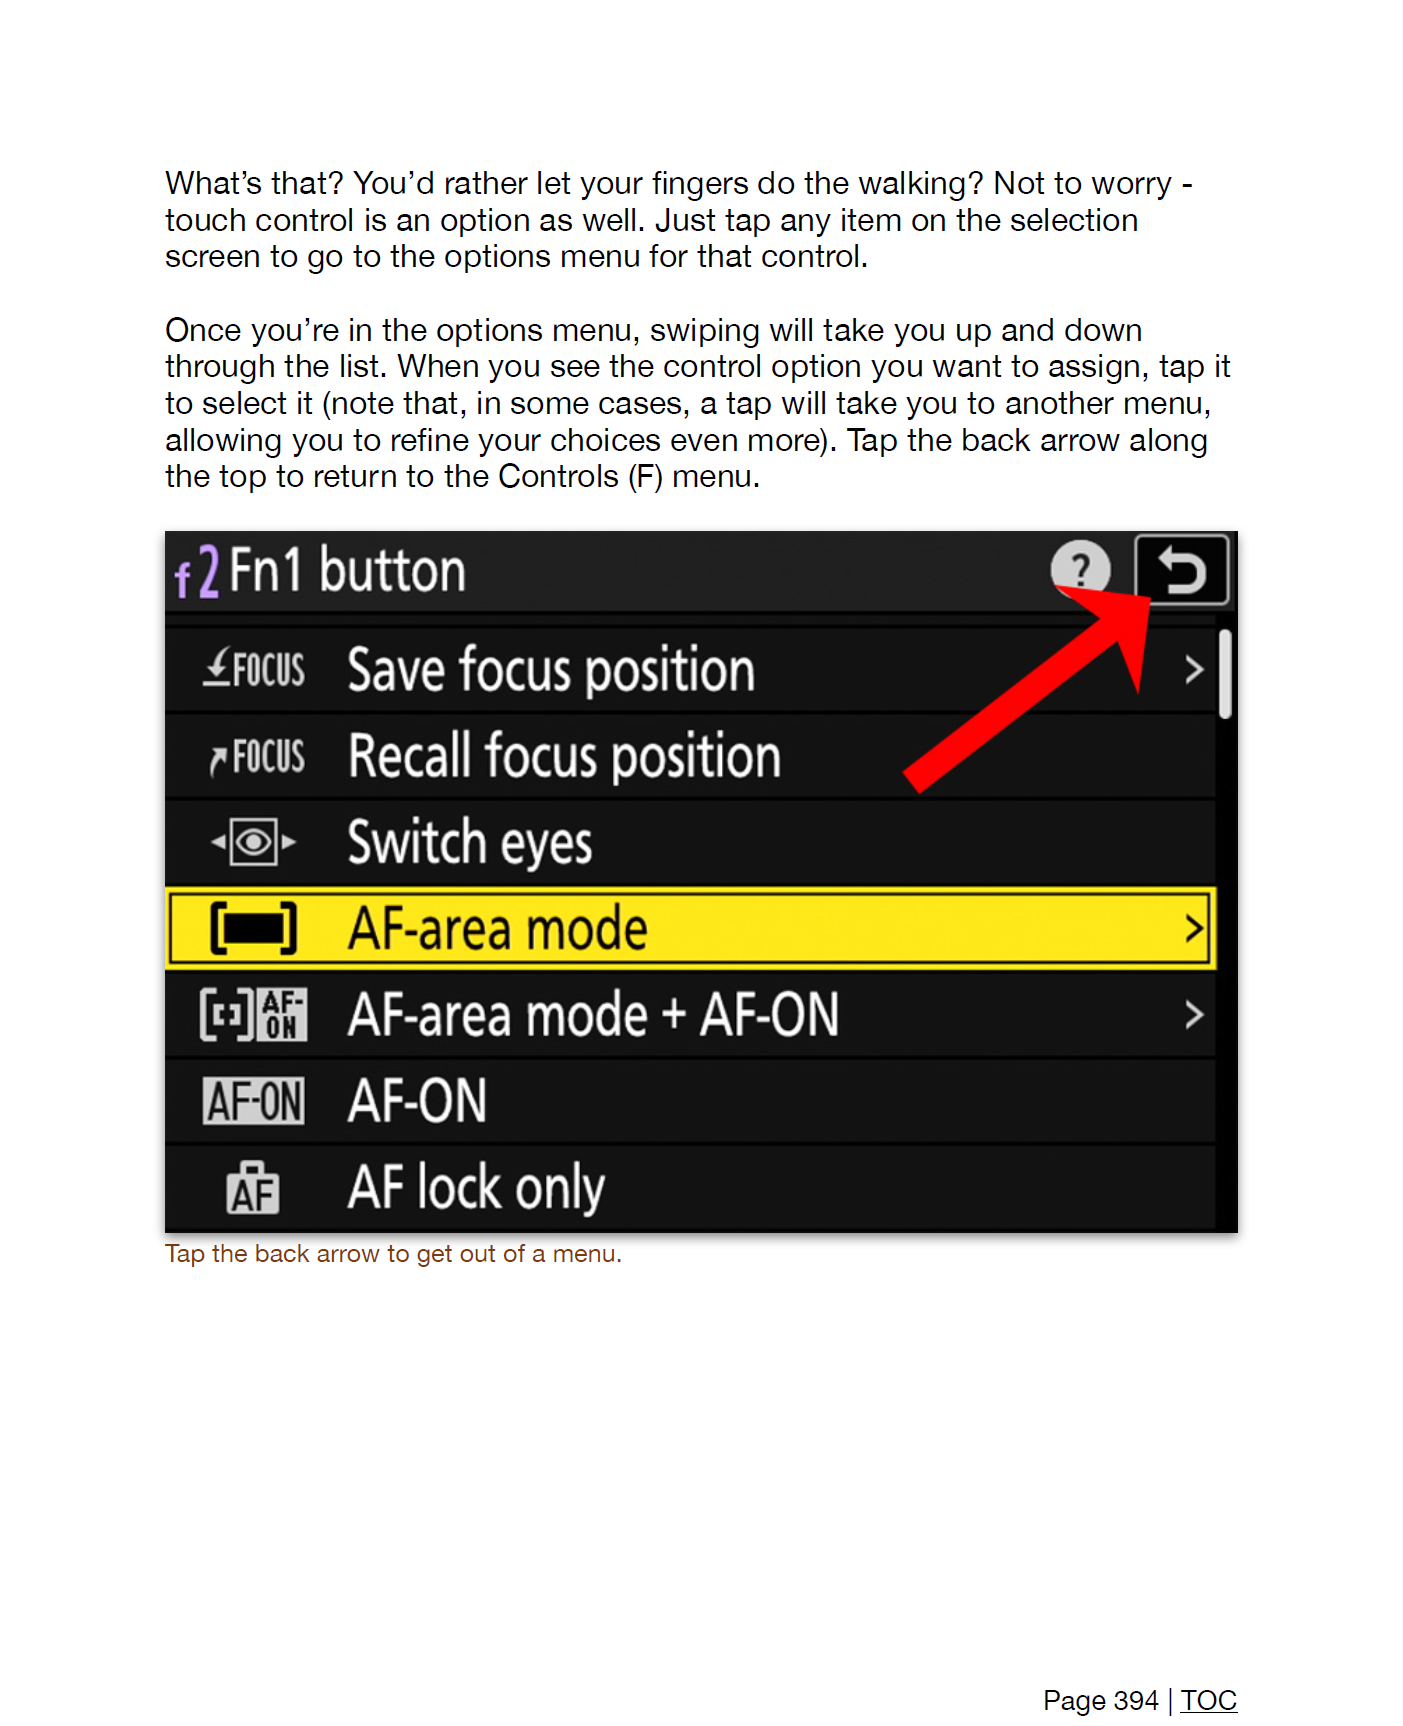 What’s that? You’d rather let your fingers do the walking? Not to worry -
touch control is an option as well. Just tap any item on the selection
screen to go to the options menu for that control.
Once you’re in the options menu, swiping will take you up and down
through the list. When you see the control option you want to assign, tap it
to select it (note that, in some cases, a tap will take you to another menu,
allowing you to refine your choices even more). Tap the back arrow along
the top to return to the Controls (F) menu.
f2 Fn1 button ?
FOCUS Save focus position >
FOCUS Recall focus position
Switch eyes
AF-area mode >
AF-ON AF-area mode + AF-ON >
AF-ON AF-ON
AF AF lock only
Tap the back arrow to get out of a menu.
Page 394 | TOC